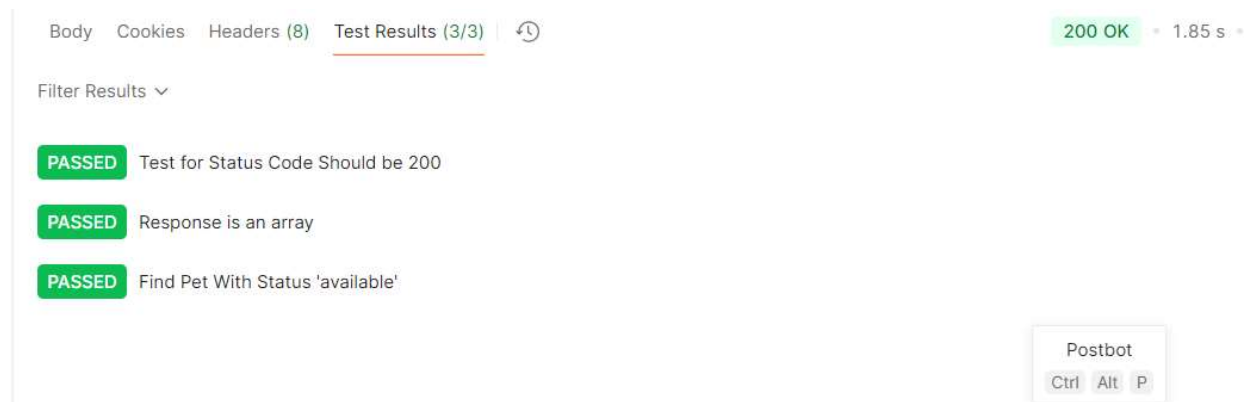 Body Cookies Headers (8) Test Results (3/3) 200 OK • 1.85 s •
Filter Results
PASSED Test for Status Code Should be 200
PASSED Response is an array
PASSED Find Pet With Status 'available'
Postbot
Ctrl Alt P